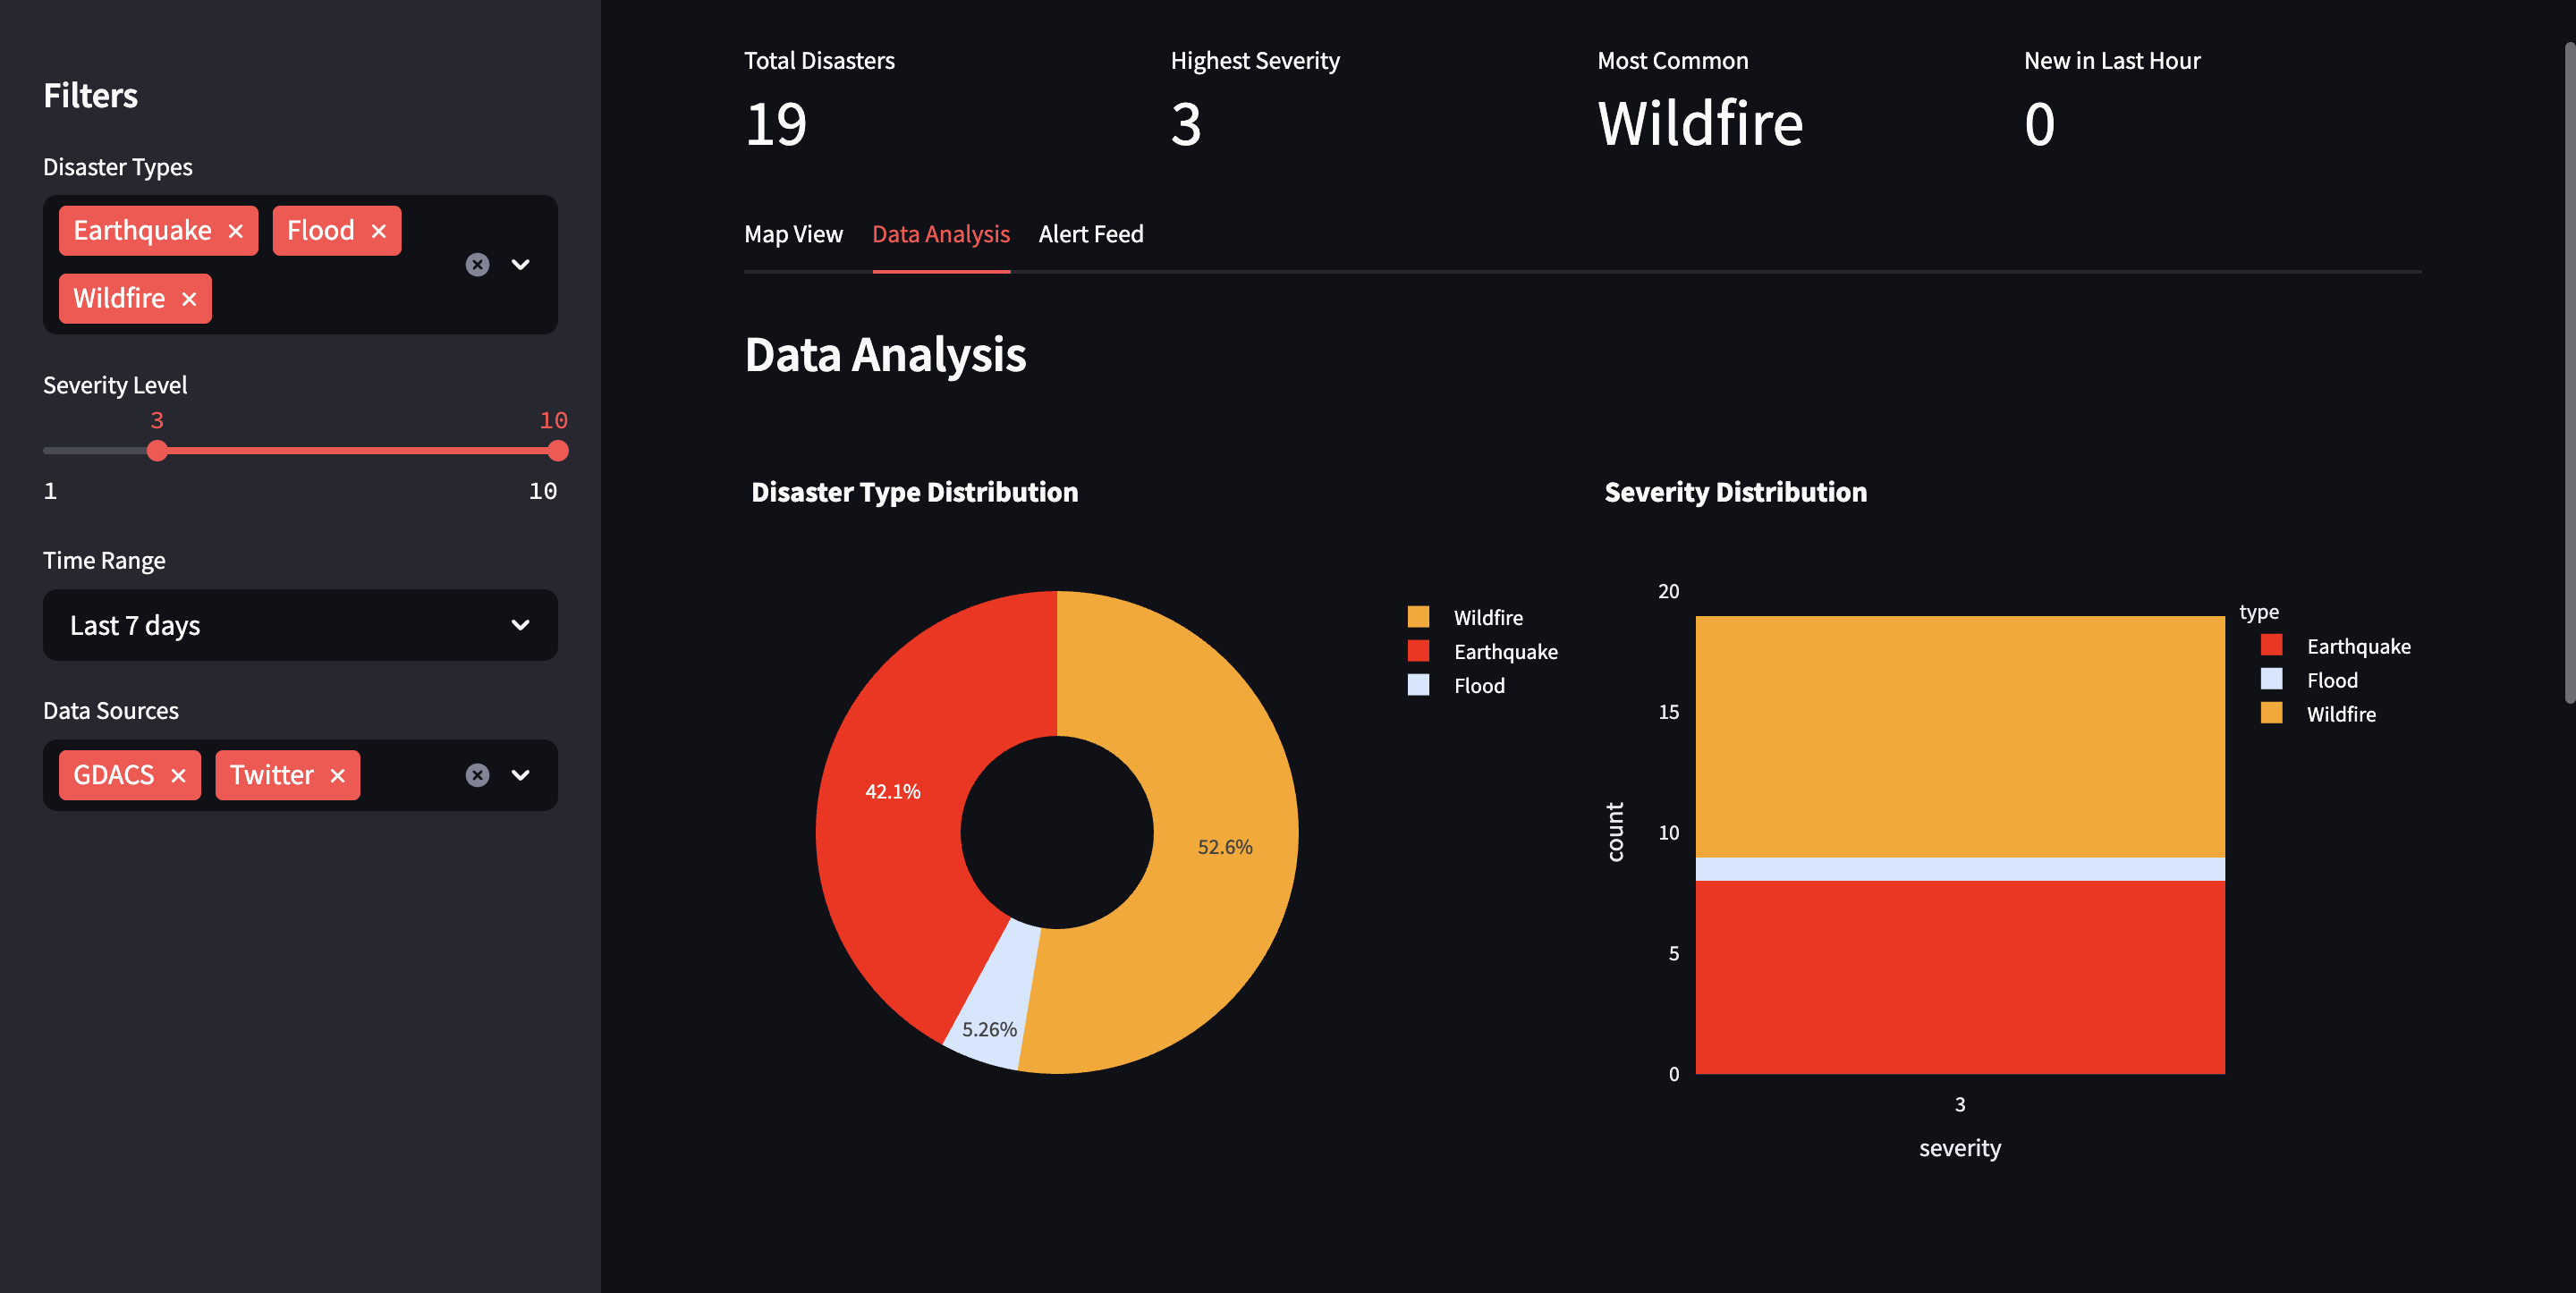 Filters
Disaster Types
Earthquake × Flood ×
Wildfire ×
Severity Level
3 10
1 10
Time Range
Last 7 days
Data Sources
GDACS × Twitter ×
Total Disasters
19
Highest Severity
3
Most Common
Wildfire
New in Last Hour
0
Map View Data Analysis Alert Feed
Data Analysis
Disaster Type Distribution
42.1%
52.6%
5.26%
Wildfire
Earthquake
Flood
Severity Distribution
20
15
10
5
0
count
3
severity
type
Earthquake
Flood
Wildfire